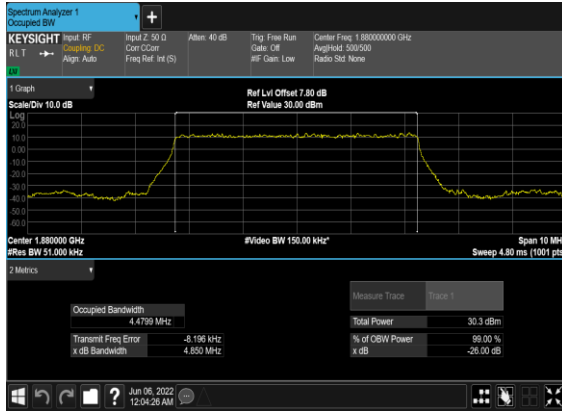 Spectrum Analyzer 1
Occupied BW
+
KEYSIGHT Input: RF Input Z: 50 Ω Atten: 40 dB Trig: Free Run Center Freq: 1.880000000 GHz
RLT Coupling: DC Corr CCorr Gate: Off Avg|Hold: 500/500
Align: Auto Freq Ref: Int (S) #IF Gain: Low Radio Std: None
LU
1 Graph
Ref Lvl Offset 7.80 dB
Scale/Div 10.0 dB Ref Value 30.00 dBm
Log
20.0
10.0
0.00
-10.0
-20.0
-30.0
-40.0
-50.0
-60.0
Center 1.880000 GHz #Video BW 150.00 kHz* Span 10 MH
#Res BW 51.000 kHz Sweep 4.80 ms (1001 pts
2 Metrics
Measure Trace Trace 1
Occupied Bandwidth
4.4799 MHz
Total Power 30.3 dBm
Transmit Freq Error -8.196 kHz % of OBW Power 99.00 %
x dB Bandwidth 4.850 MHz x dB -26.00 dB
?
Jun 06, 2022
12:04:26 AM